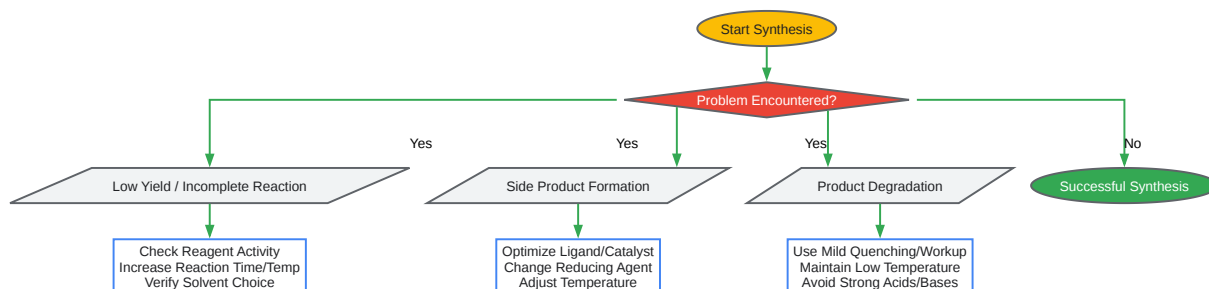 Start Synthesis
Problem Encountered?
Yes
Yes
Yes
No
Low Yield / Incomplete Reaction
Side Product Formation
Product Degradation
Successful Synthesis
Check Reagent Activity
Increase Reaction Time/Temp
Verify Solvent Choice
Optimize Ligand/Catalyst
Change Reducing Agent
Adjust Temperature
Use Mild Quenching/Workup
Maintain Low Temperature
Avoid Strong Acids/Bases